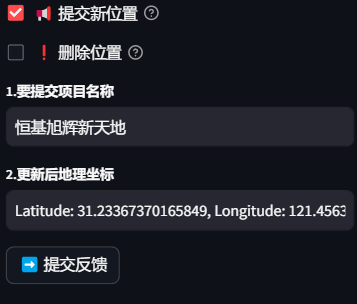 提交新位置
删除位置
1.要提交项目名称
恒基旭辉新天地
2.更新后地理坐标
Latitude: 31.23367370165849, Longitude: 121.4563
提交反馈